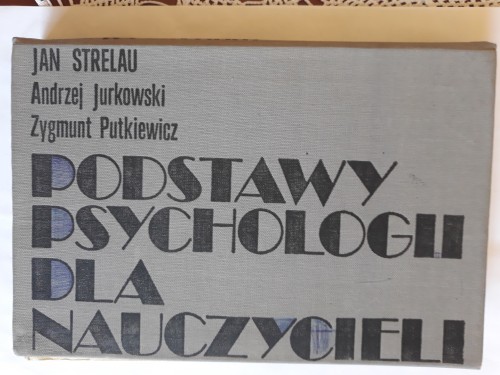 JAN STRELAU
Andrzej Jurkowski
Zygmunt Putkiewicz
PODSTAWY
PSYCHOLOGII
DLA
NAUCZYCIELI